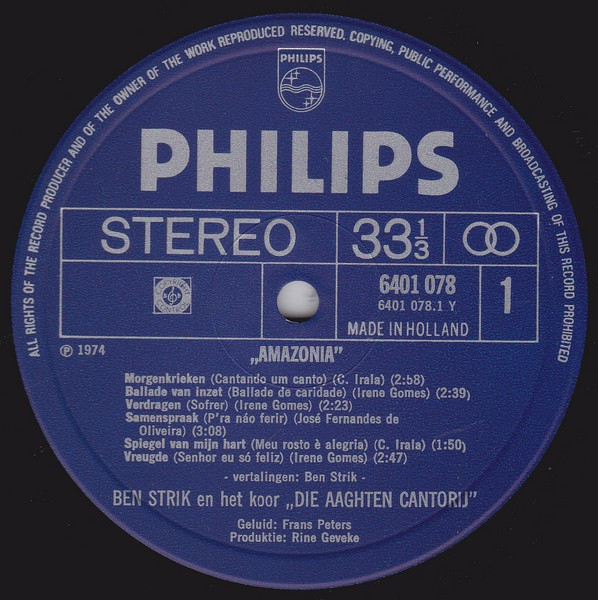 ALL RIGHTS OF THE RECORD PRODUCER AND OF THE OWNER OF THE WORK REPRODUCED RESERVED. COPYING, PUBLIC PERFORMANCE AND BROADCASTING OF THIS RECORD PROHIBITED
PHILIPS
PHILIPS
STEREO 33 1/3
6401 078
6401 078.1 Y
1
MADE IN HOLLAND
℗ 1974
„AMAZONIA”
Morgenkrieken (Cantando um canto) (C. Irala) (2:58)
Ballade van inzet (Ballade de caridade) (Irene Gomes) (2:39)
Verdragen (Sofrer) (Irene Gomes) (2:23)
Samenspraak (P'ra náo ferir) (José Fernandes de
Oliveira) (3:08)
Spiegel van mijn hart (Meu rosto è alegria) (C. Irala) (1:50)
Vreugde (Senhor eu só feliz) (Irene Gomes) (2:47)
- vertalingen: Ben Strik -
BEN STRIK en het koor „DIE AAGHTEN CANTORIJ”
Geluid: Frans Peters
Produktie: Rine Geveke